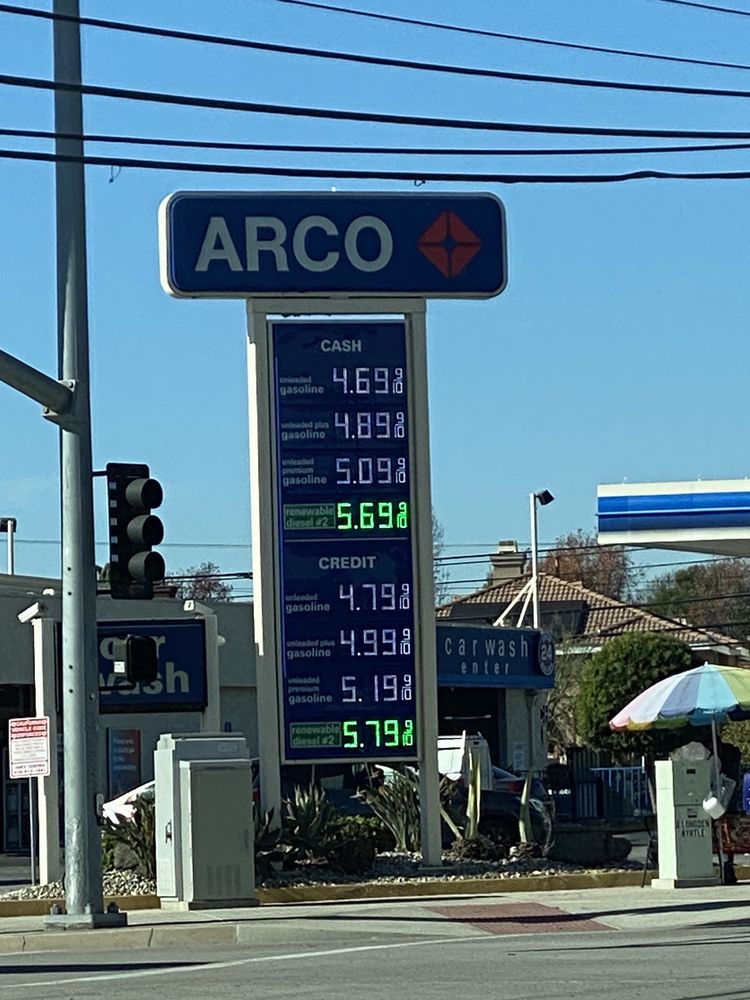 ARCO
CASH
unleaded
gasoline 4.69 9/10
unleaded plus
gasoline 4.89 9/10
unleaded
premium
gasoline 5.09 9/10
renewable
diesel #2 5.69 9/10
CREDIT
unleaded
gasoline 4.79 9/10
unleaded plus
gasoline 4.99 9/10
unleaded
premium
gasoline 5.19 9/10
renewable
diesel #2 5.79 9/10
car wash
enter
24
wash